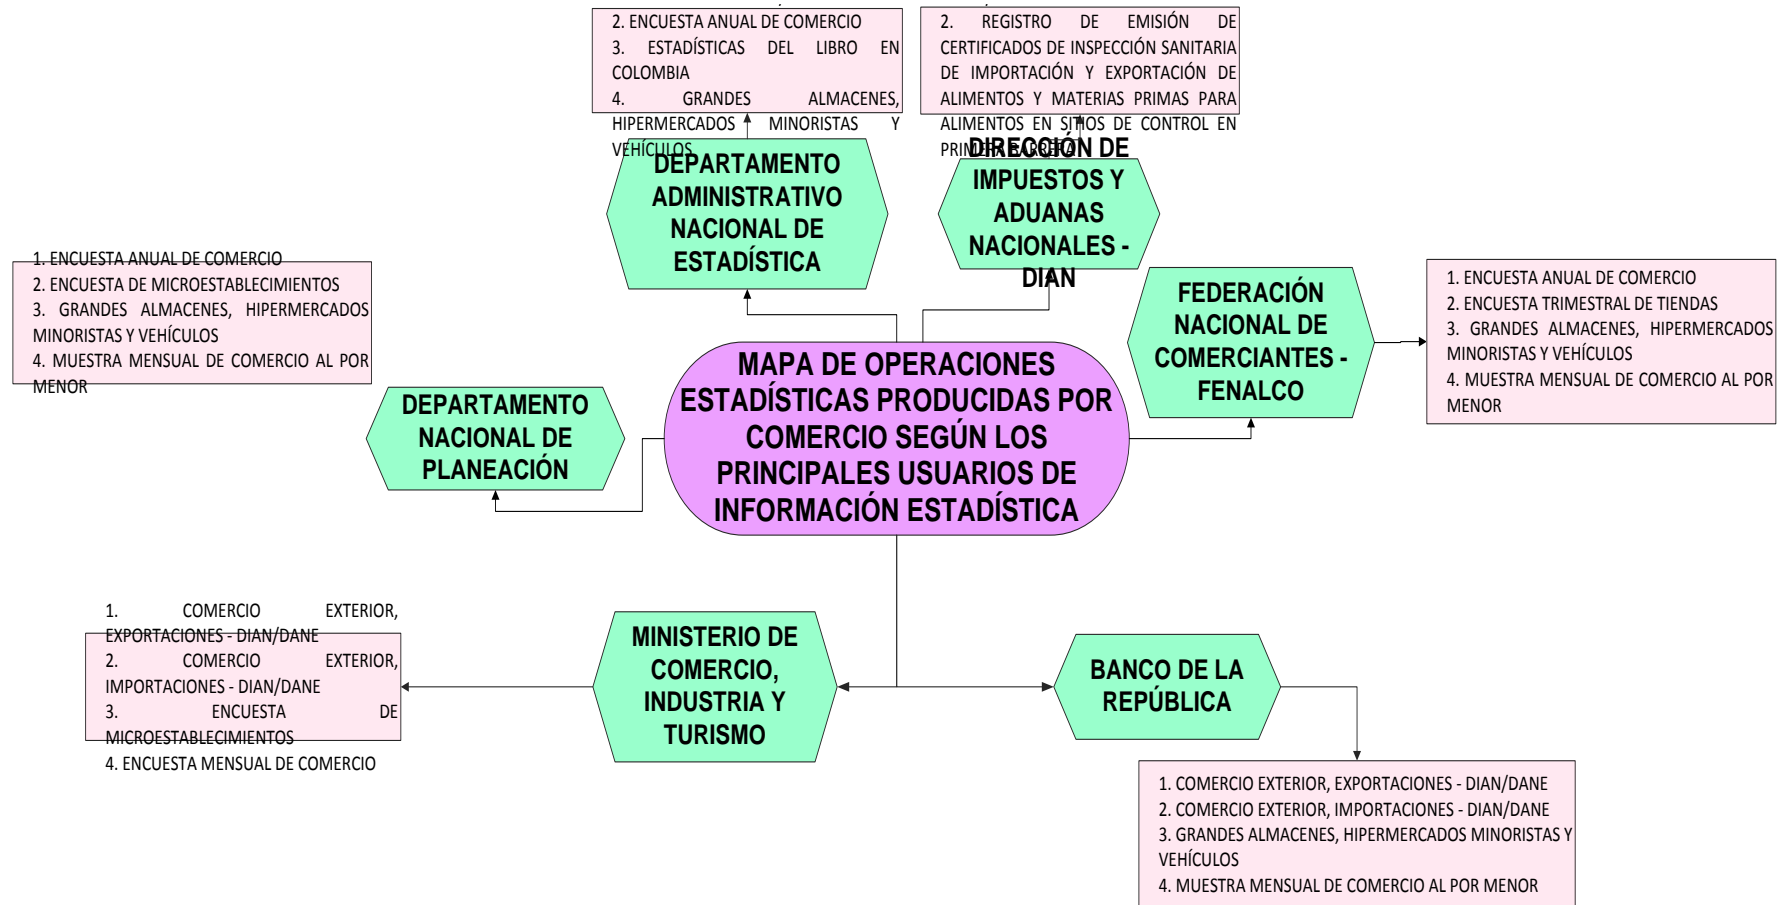 2. ENCUESTA ANUAL DE COMERCIO
3. ESTADÍSTICAS DEL LIBRO EN
COLOMBIA
4. GRANDES ALMACENES,
HIPERMERCADOS MINORISTAS Y
VEHÍCULOS
2. REGISTRO DE EMISIÓN DE
CERTIFICADOS DE INSPECCIÓN SANITARIA
DE IMPORTACIÓN Y EXPORTACIÓN DE
ALIMENTOS Y MATERIAS PRIMAS PARA
ALIMENTOS EN SITIOS DE CONTROL EN
PRIMERA BARRERA
DEPARTAMENTO
ADMINISTRATIVO
NACIONAL DE
ESTADÍSTICA
DIRECCIÓN DE
IMPUESTOS Y
ADUANAS
NACIONALES -
DIAN
1. ENCUESTA ANUAL DE COMERCIO
2. ENCUESTA DE MICROESTABLECIMIENTOS
3. GRANDES ALMACENES, HIPERMERCADOS
MINORISTAS Y VEHÍCULOS
4. MUESTRA MENSUAL DE COMERCIO AL POR
MENOR
FEDERACIÓN
NACIONAL DE
COMERCIANTES -
FENALCO
1. ENCUESTA ANUAL DE COMERCIO
2. ENCUESTA TRIMESTRAL DE TIENDAS
3. GRANDES ALMACENES, HIPERMERCADOS
MINORISTAS Y VEHÍCULOS
4. MUESTRA MENSUAL DE COMERCIO AL POR
MENOR
DEPARTAMENTO
NACIONAL DE
PLANEACIÓN
MAPA DE OPERACIONES
ESTADÍSTICAS PRODUCIDAS POR
COMERCIO SEGÚN LOS
PRINCIPALES USUARIOS DE
INFORMACIÓN ESTADÍSTICA
1. COMERCIO EXTERIOR,
EXPORTACIONES - DIAN/DANE
2. COMERCIO EXTERIOR,
IMPORTACIONES - DIAN/DANE
3. ENCUESTA DE
MICROESTABLECIMIENTOS
4. ENCUESTA MENSUAL DE COMERCIO
MINISTERIO DE
COMERCIO,
INDUSTRIA Y
TURISMO
BANCO DE LA
REPÚBLICA
1. COMERCIO EXTERIOR, EXPORTACIONES - DIAN/DANE
2. COMERCIO EXTERIOR, IMPORTACIONES - DIAN/DANE
3. GRANDES ALMACENES, HIPERMERCADOS MINORISTAS Y
VEHÍCULOS
4. MUESTRA MENSUAL DE COMERCIO AL POR MENOR